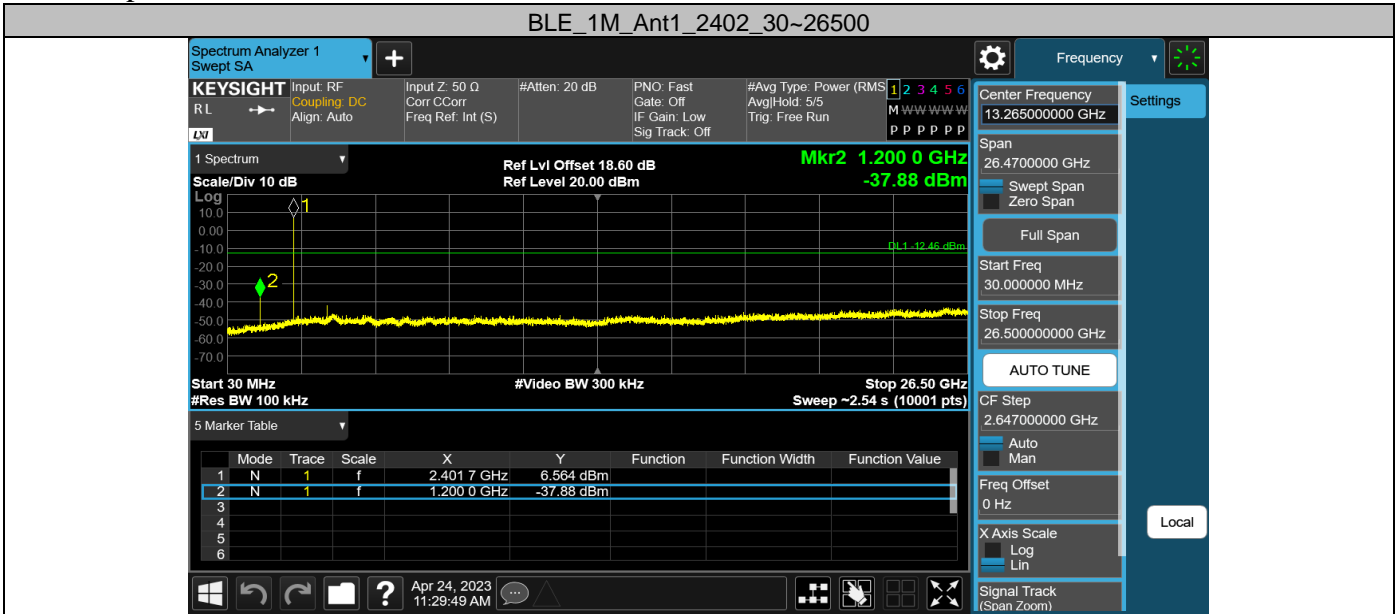 BLE_1M_Ant1_2402_30~26500
Spectrum Analyzer 1
Swept SA
+
Frequency
KEYSIGHT
RL
LXI
Input: RF
Coupling: DC
Align: Auto
Input Z: 50 Ω
Corr CCorr
Freq Ref: Int (S)
#Atten: 20 dB
PNO: Fast
Gate: Off
IF Gain: Low
Sig Track: Off
#Avg Type: Power (RMS
Avg|Hold: 5/5
Trig: Free Run
1 2 3 4 5 6
M W W W W W
P P P P P P
1 Spectrum
Scale/Div 10 dB
Ref Lvl Offset 18.60 dB
Ref Level 20.00 dBm
Mkr2 1.200 0 GHz
-37.88 dBm
Log
10.0
0.00
-10.0
-20.0
-30.0
-40.0
-50.0
-60.0
-70.0
1
2
DL1 -12.46 dBm
Start 30 MHz
#Video BW 300 kHz
Stop 26.50 GHz
#Res BW 100 kHz
Sweep ~2.54 s (10001 pts)
5 Marker Table
Mode Trace Scale X Y Function Function Width Function Value
1 N 1 f 2.401 7 GHz 6.564 dBm
2 N 1 f 1.200 0 GHz -37.88 dBm
3
4
5
6
Center Frequency
13.265000000 GHz
Span
26.4700000 GHz
Swept Span
Zero Span
Full Span
Start Freq
30.000000 MHz
Stop Freq
26.500000000 GHz
AUTO TUNE
CF Step
2.647000000 GHz
Auto
Man
Freq Offset
0 Hz
X Axis Scale
Log
Lin
Signal Track
(Span Zoom)
Settings
Local
?
Apr 24, 2023
11:29:49 AM